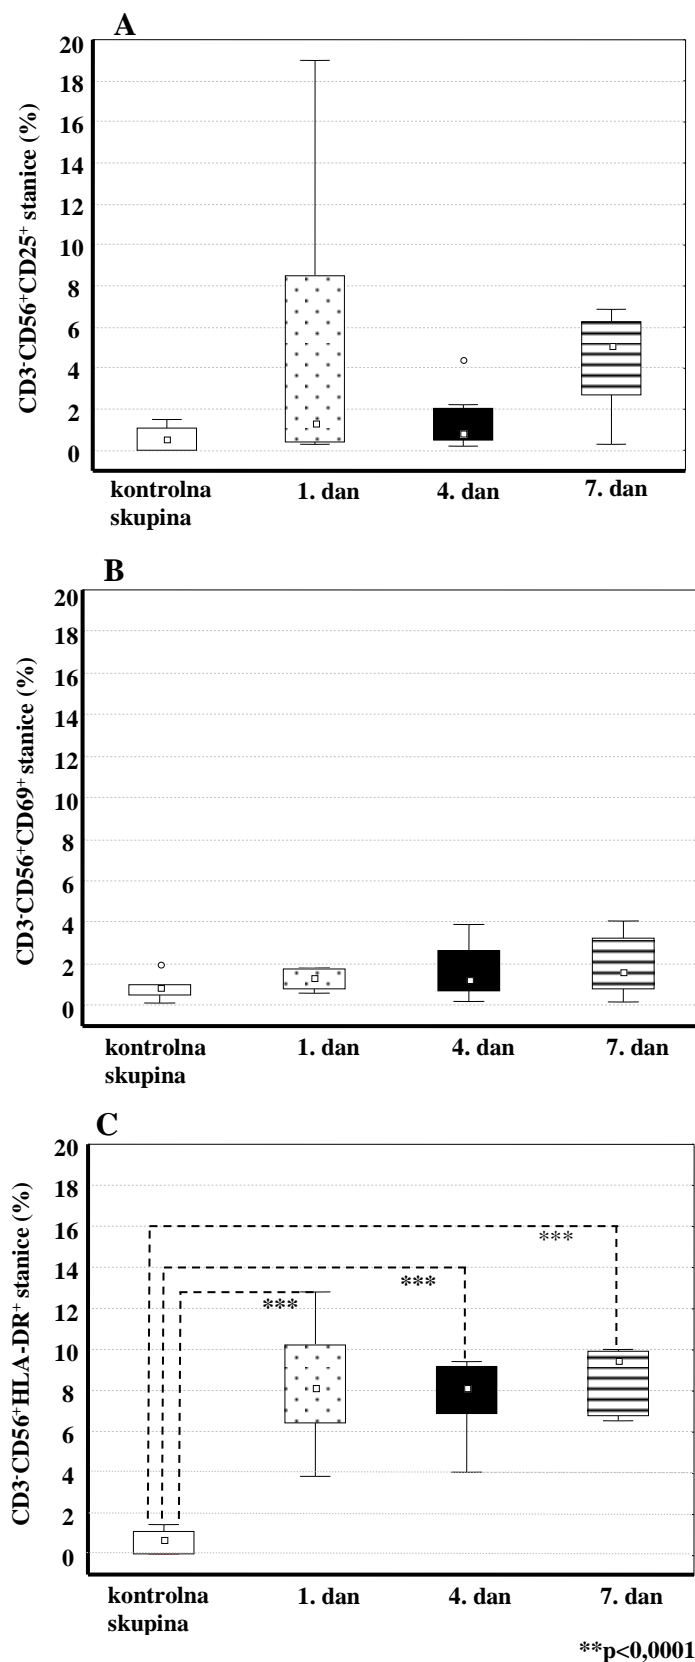 A
CD3-CD56+CD25+ stanice (%)
20
18
16
14
12
10
8
6
4
2
0
kontrolna skupina
1. dan
4. dan
7. dan
B
CD3-CD56+CD69+ stanice (%)
20
18
16
14
12
10
8
6
4
2
0
kontrolna skupina
1. dan
4. dan
7. dan
C
CD3-CD56+HLA-DR+ stanice (%)
20
18
16
14
12
10
8
6
4
2
0
***
***
***
kontrolna skupina
1. dan
4. dan
7. dan
**p<0,0001